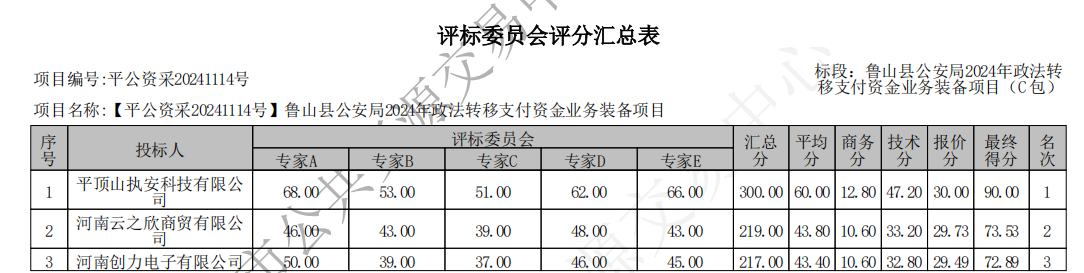 评标委员会评分汇总表
项目编号:平公资采20241114号
标段：鲁山县公安局2024年政法转
移支付资金业务装备项目（C包）
项目名称:【平公资采20241114号】鲁山县公安局2024年政法转移支付资金业务装备项目
序号 投标人 评标委员会 汇总分 平均分 商务分 技术分 报价分 最终得分 名次
专家A 专家B 专家C 专家D 专家E
1 平顶山执安科技有限公司 68.00 53.00 51.00 62.00 66.00 300.00 60.00 12.80 47.20 30.00 90.00 1
2 河南云之欣商贸有限公司 46.00 43.00 39.00 48.00 43.00 219.00 43.80 10.60 33.20 29.73 73.53 2
3 河南创力电子有限公司 50.00 39.00 37.00 46.00 45.00 217.00 43.40 10.60 32.80 29.49 72.89 3
市公共资源交易中
源交易中心